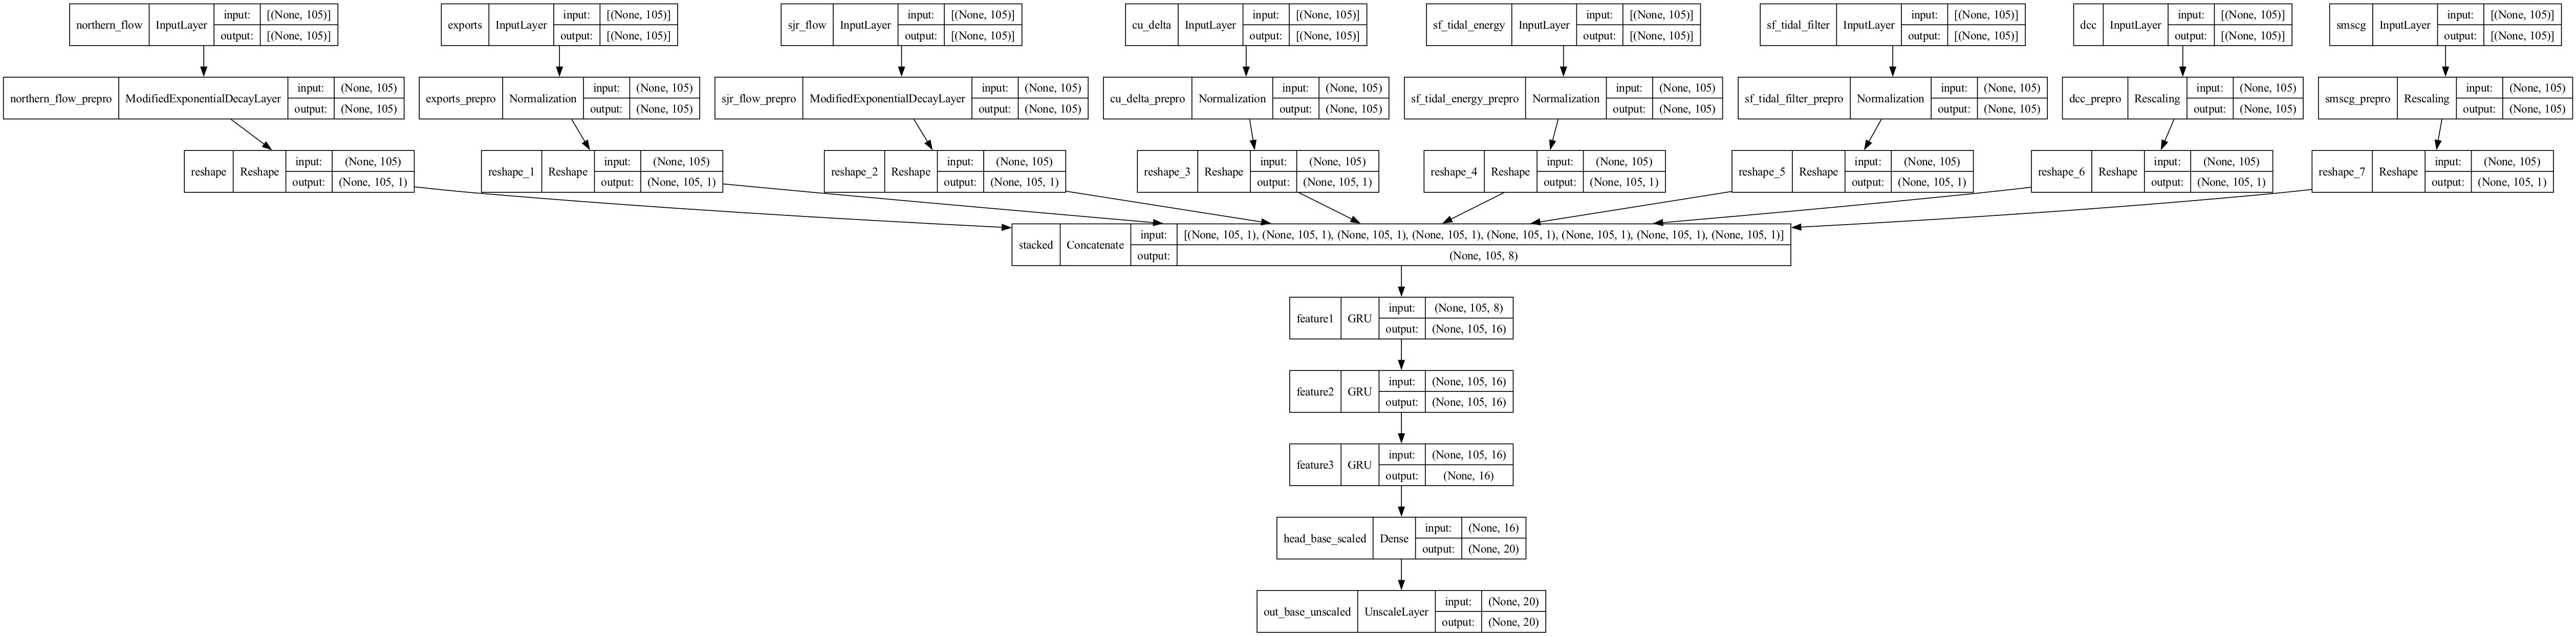 northern_flow InputLayer input: [(None, 105)]
output: [(None, 105)]
exports InputLayer input: [(None, 105)]
output: [(None, 105)]
sjr_flow InputLayer input: [(None, 105)]
output: [(None, 105)]
cu_delta InputLayer input: [(None, 105)]
output: [(None, 105)]
sf_tidal_energy InputLayer input: [(None, 105)]
output: [(None, 105)]
sf_tidal_filter InputLayer input: [(None, 105)]
output: [(None, 105)]
dcc InputLayer input: [(None, 105)]
output: [(None, 105)]
smscg InputLayer input: [(None, 105)]
output: [(None, 105)]
northern_flow_prepro ModifiedExponentialDecayLayer input: (None, 105)
output: (None, 105)
exports_prepro Normalization input: (None, 105)
output: (None, 105)
sjr_flow_prepro ModifiedExponentialDecayLayer input: (None, 105)
output: (None, 105)
cu_delta_prepro Normalization input: (None, 105)
output: (None, 105)
sf_tidal_energy_prepro Normalization input: (None, 105)
output: (None, 105)
sf_tidal_filter_prepro Normalization input: (None, 105)
output: (None, 105)
dcc_prepro Rescaling input: (None, 105)
output: (None, 105)
smscg_prepro Rescaling input: (None, 105)
output: (None, 105)
reshape Reshape input: (None, 105)
output: (None, 105, 1)
reshape_1 Reshape input: (None, 105)
output: (None, 105, 1)
reshape_2 Reshape input: (None, 105)
output: (None, 105, 1)
reshape_3 Reshape input: (None, 105)
output: (None, 105, 1)
reshape_4 Reshape input: (None, 105)
output: (None, 105, 1)
reshape_5 Reshape input: (None, 105)
output: (None, 105, 1)
reshape_6 Reshape input: (None, 105)
output: (None, 105, 1)
reshape_7 Reshape input: (None, 105)
output: (None, 105, 1)
stacked Concatenate input: [(None, 105, 1), (None, 105, 1), (None, 105, 1), (None, 105, 1), (None, 105, 1), (None, 105, 1), (None, 105, 1), (None, 105, 1)]
output: (None, 105, 8)
feature1 GRU input: (None, 105, 8)
output: (None, 105, 16)
feature2 GRU input: (None, 105, 16)
output: (None, 105, 16)
feature3 GRU input: (None, 105, 16)
output: (None, 16)
head_base_scaled Dense input: (None, 16)
output: (None, 20)
out_base_unscaled UnscaleLayer input: (None, 20)
output: (None, 20)